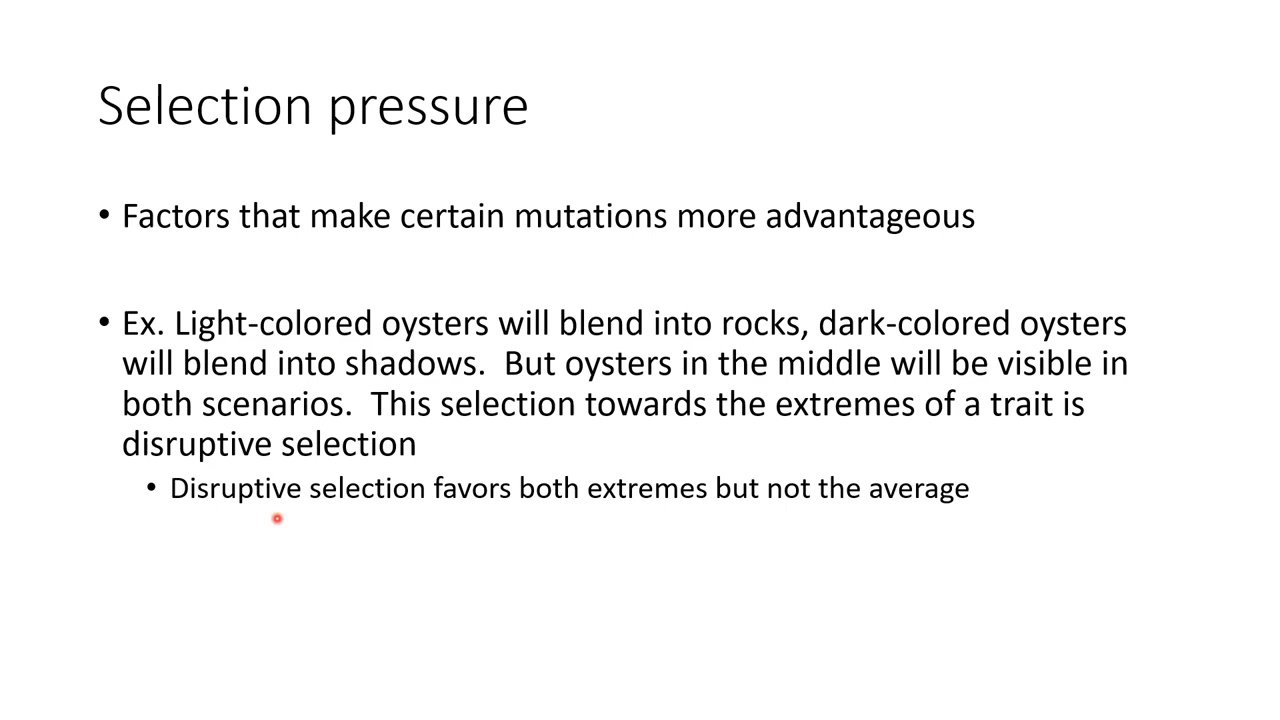 Selection pressure
• Factors that make certain mutations more advantageous
• Ex. Light-colored oysters will blend into rocks, dark-colored oysters
will blend into shadows.  But oysters in the middle will be visible in
both scenarios.  This selection towards the extremes of a trait is
disruptive selection
• Disruptive selection favors both extremes but not the average